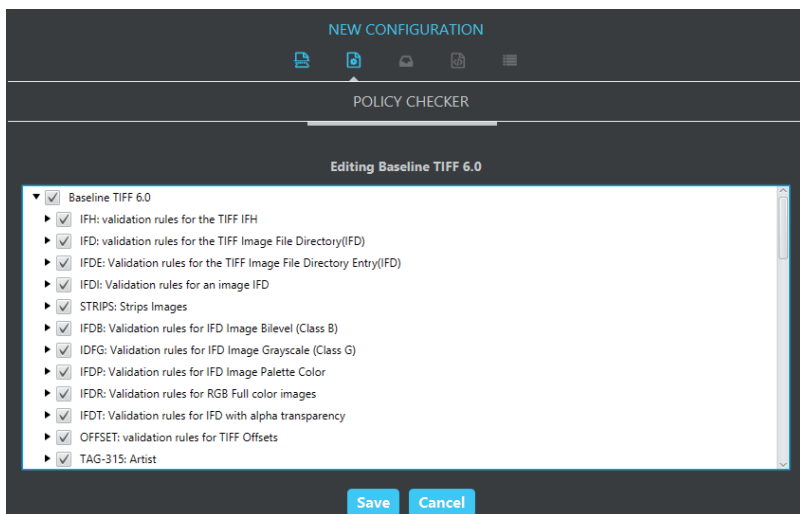 NEW CONFIGURATION
POLICY CHECKER
Editing Baseline TIFF 6.0
Baseline TIFF 6.0
IFH: validation rules for the TIFF IFH
IFD: validation rules for the TIFF Image File Directory(IFD)
IFDE: Validation rules for the TIFF Image File Directory Entry(IFD)
IFDI: Validation rules for an image IFD
STRIPS: Strips Images
IFDB: Validation rules for IFD Image Bilevel (Class B)
IDFG: Validation rules for IFD Image Grayscale (Class G)
IFDP: Validation rules for IFD Image Palette Color
IFDR: Validation rules for RGB Full color images
IFDT: Validation rules for IFD with alpha transparency
OFFSET: validation rules for TIFF Offsets
TAG-315: Artist
Save Cancel